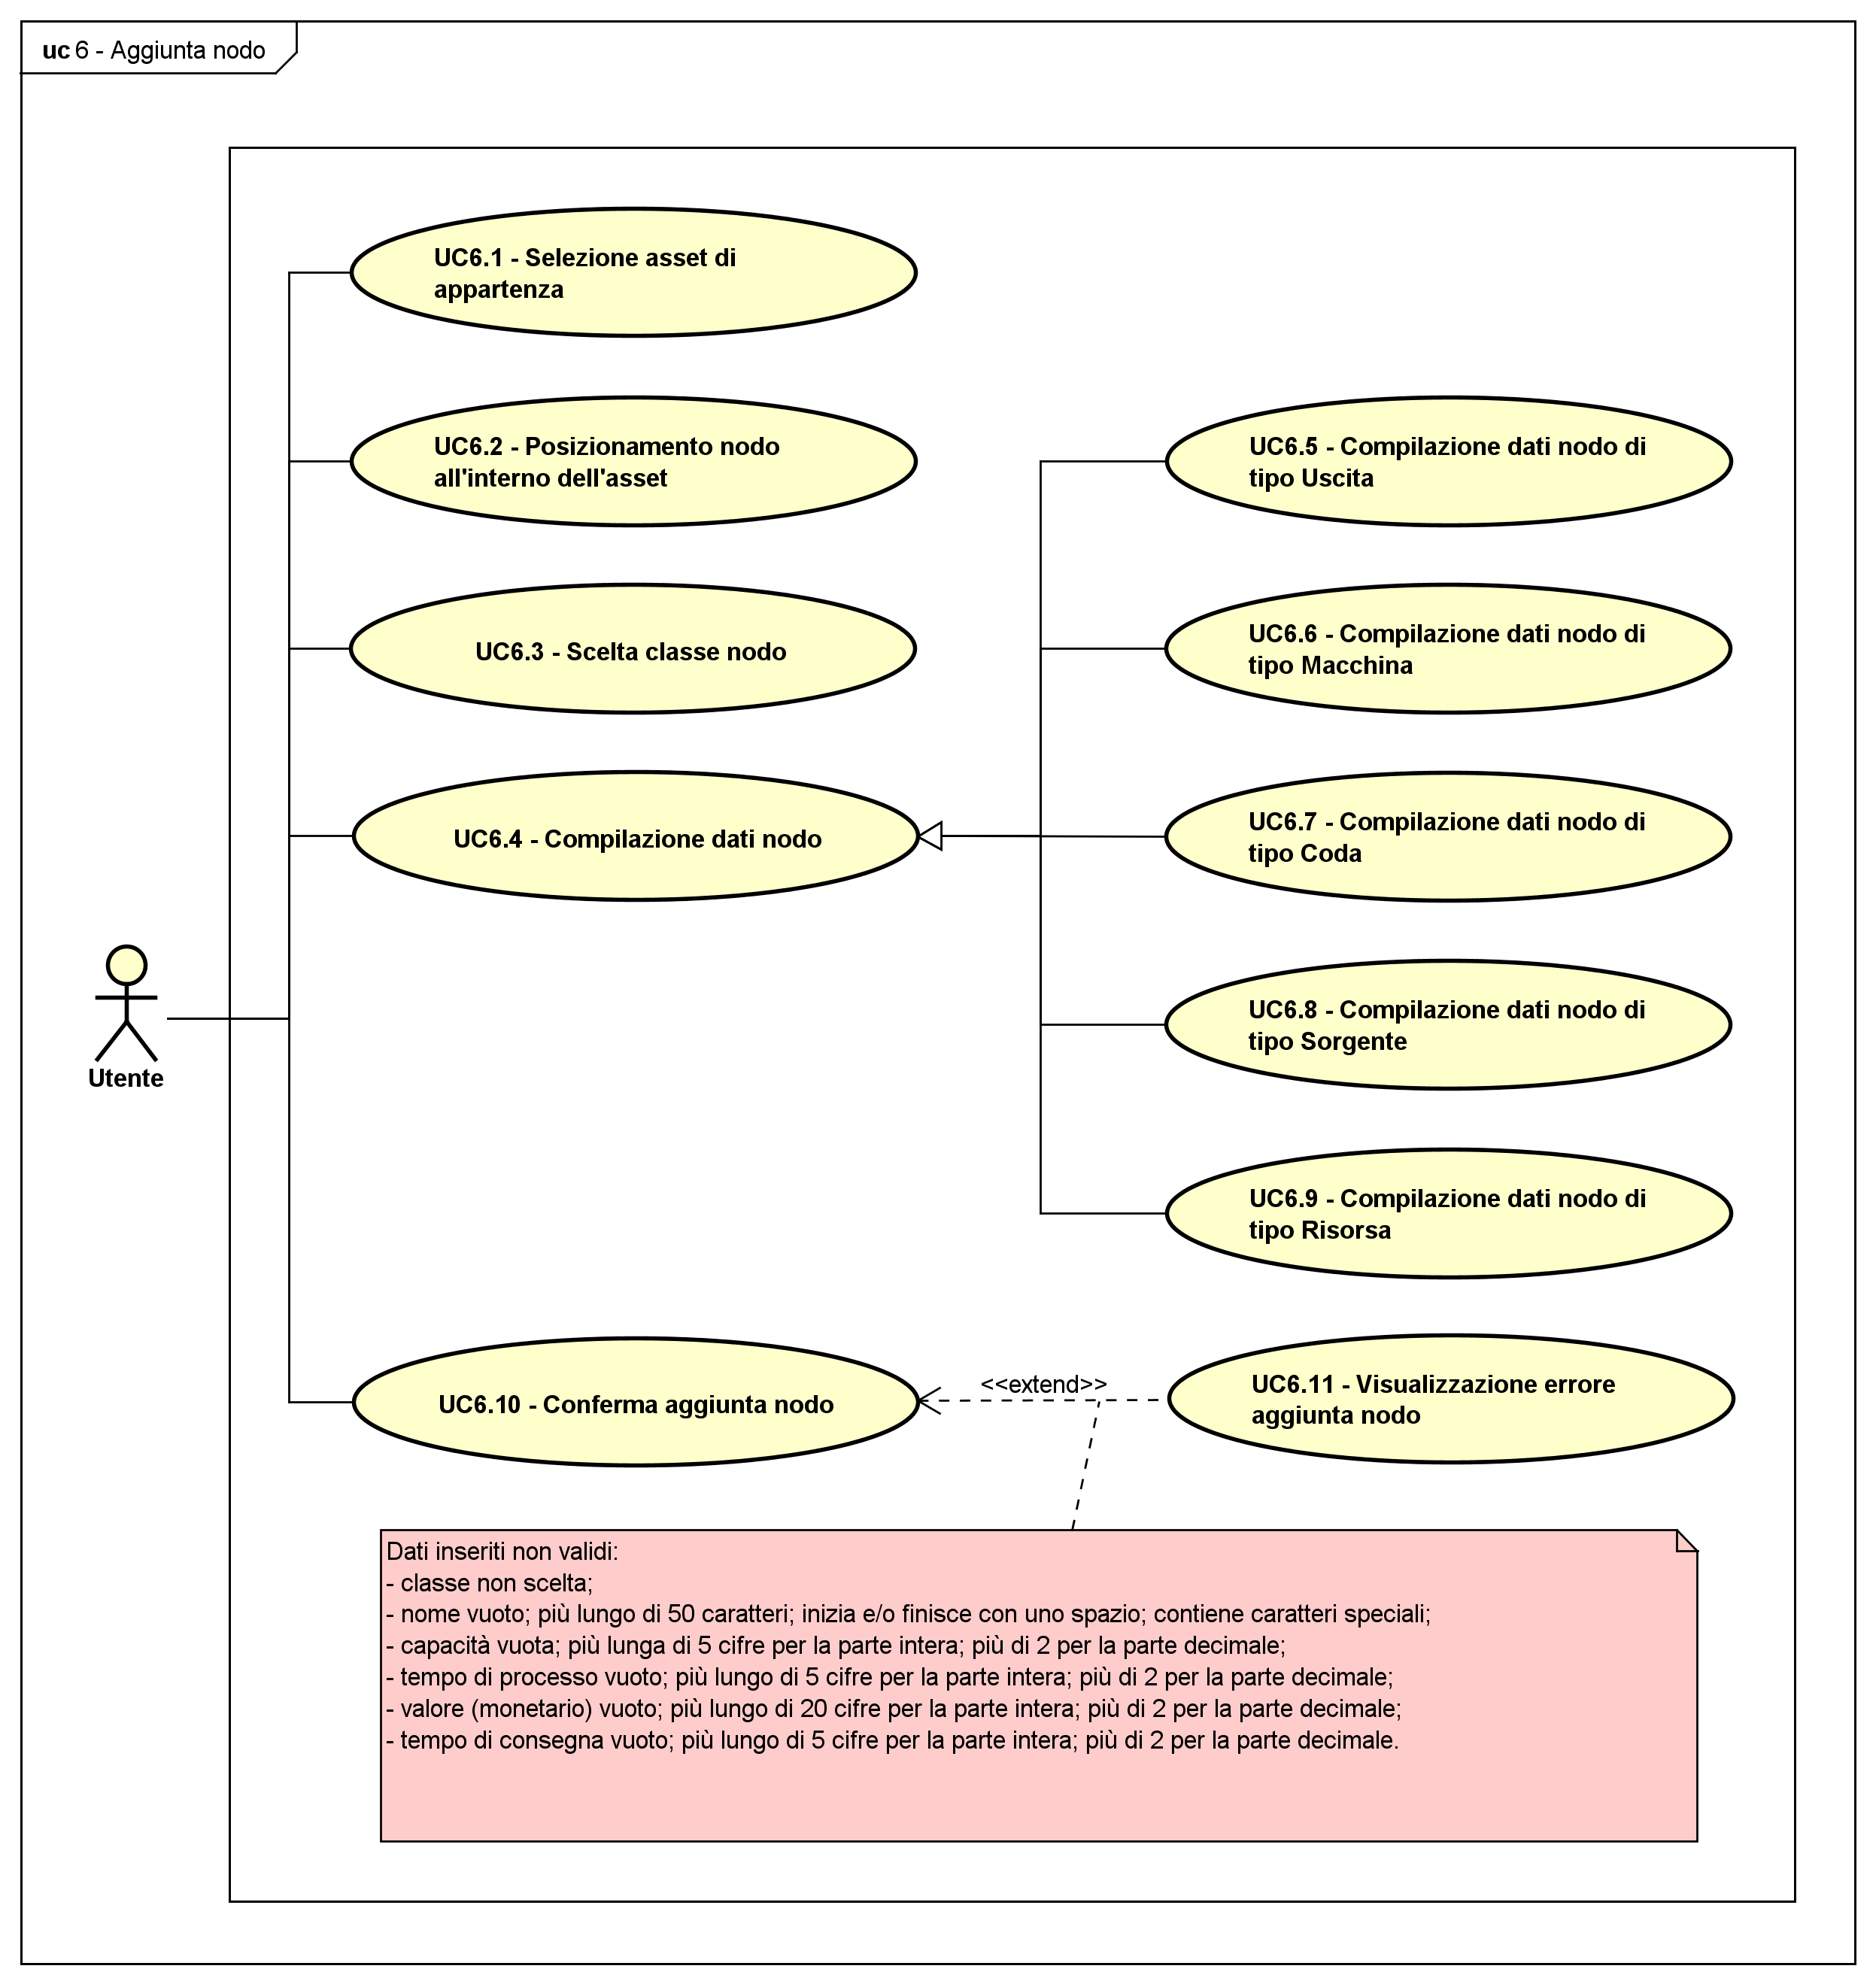 uc 6 - Aggiunta nodo
UC6.1 - Selezione asset di
appartenza
UC6.2 - Posizionamento nodo
all'interno dell'asset
UC6.3 - Scelta classe nodo
UC6.4 - Compilazione dati nodo
UC6.5 - Compilazione dati nodo di
tipo Uscita
UC6.6 - Compilazione dati nodo di
tipo Macchina
UC6.7 - Compilazione dati nodo di
tipo Coda
UC6.8 - Compilazione dati nodo di
tipo Sorgente
UC6.9 - Compilazione dati nodo di
tipo Risorsa
Utente
UC6.10 - Conferma aggiunta nodo
<<extend>>
UC6.11 - Visualizzazione errore
aggiunta nodo
Dati inseriti non validi:
- classe non scelta;
- nome vuoto; più lungo di 50 caratteri; inizia e/o finisce con uno spazio; contiene caratteri speciali;
- capacità vuota; più lunga di 5 cifre per la parte intera; più di 2 per la parte decimale;
- tempo di processo vuoto; più lungo di 5 cifre per la parte intera; più di 2 per la parte decimale;
- valore (monetario) vuoto; più lungo di 20 cifre per la parte intera; più di 2 per la parte decimale;
- tempo di consegna vuoto; più lungo di 5 cifre per la parte intera; più di 2 per la parte decimale.